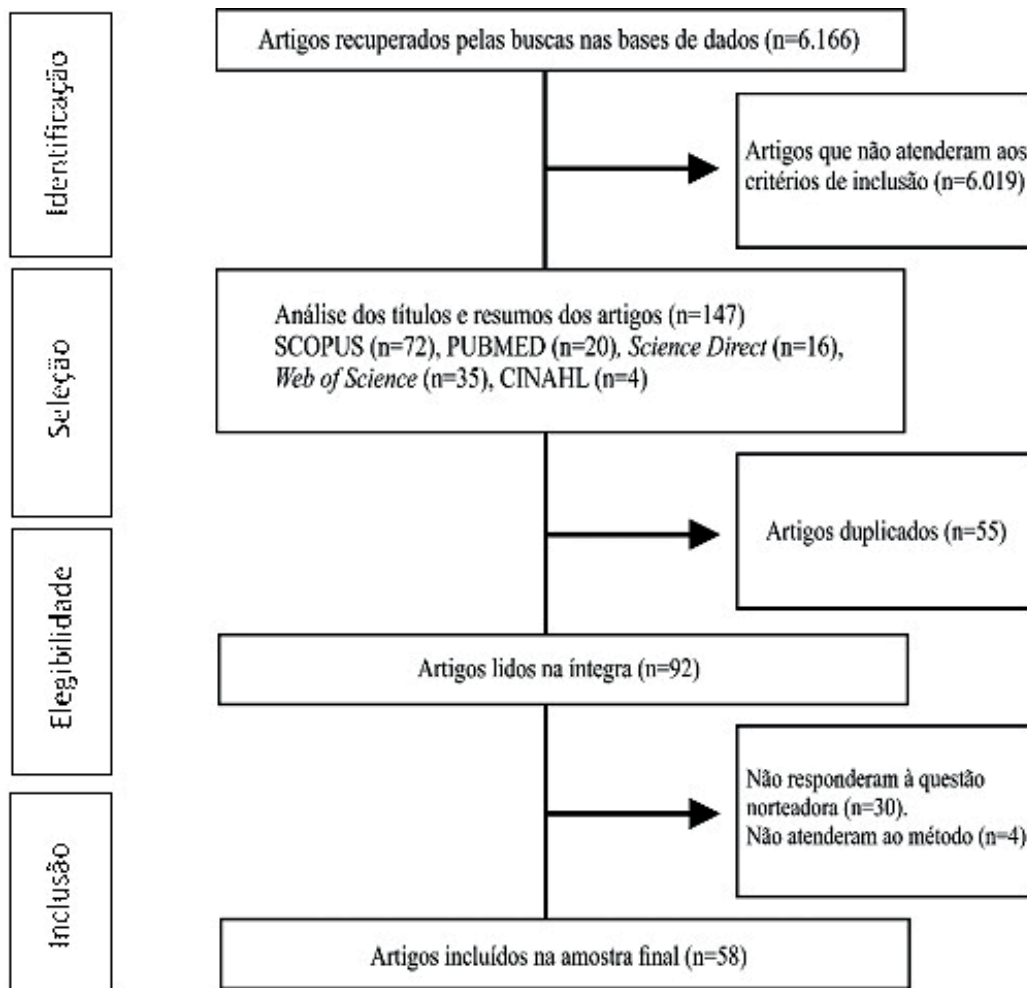 Identificação
Artigos recuperados pelas buscas nas bases de dados (n=6.166)
Artigos que não atenderam aos
critérios de inclusão (n=6.019)
Seleção
Análise dos títulos e resumos dos artigos (n=147)
SCOPUS (n=72), PUBMED (n=20), Science Direct (n=16),
Web of Science (n=35), CINAHL (n=4)
Artigos duplicados (n=55)
Elegibilidade
Artigos lidos na íntegra (n=92)
Não responderam à questão
norteadora (n=30).
Não atenderam ao método (n=4)
Inclusão
Artigos incluídos na amostra final (n=58)